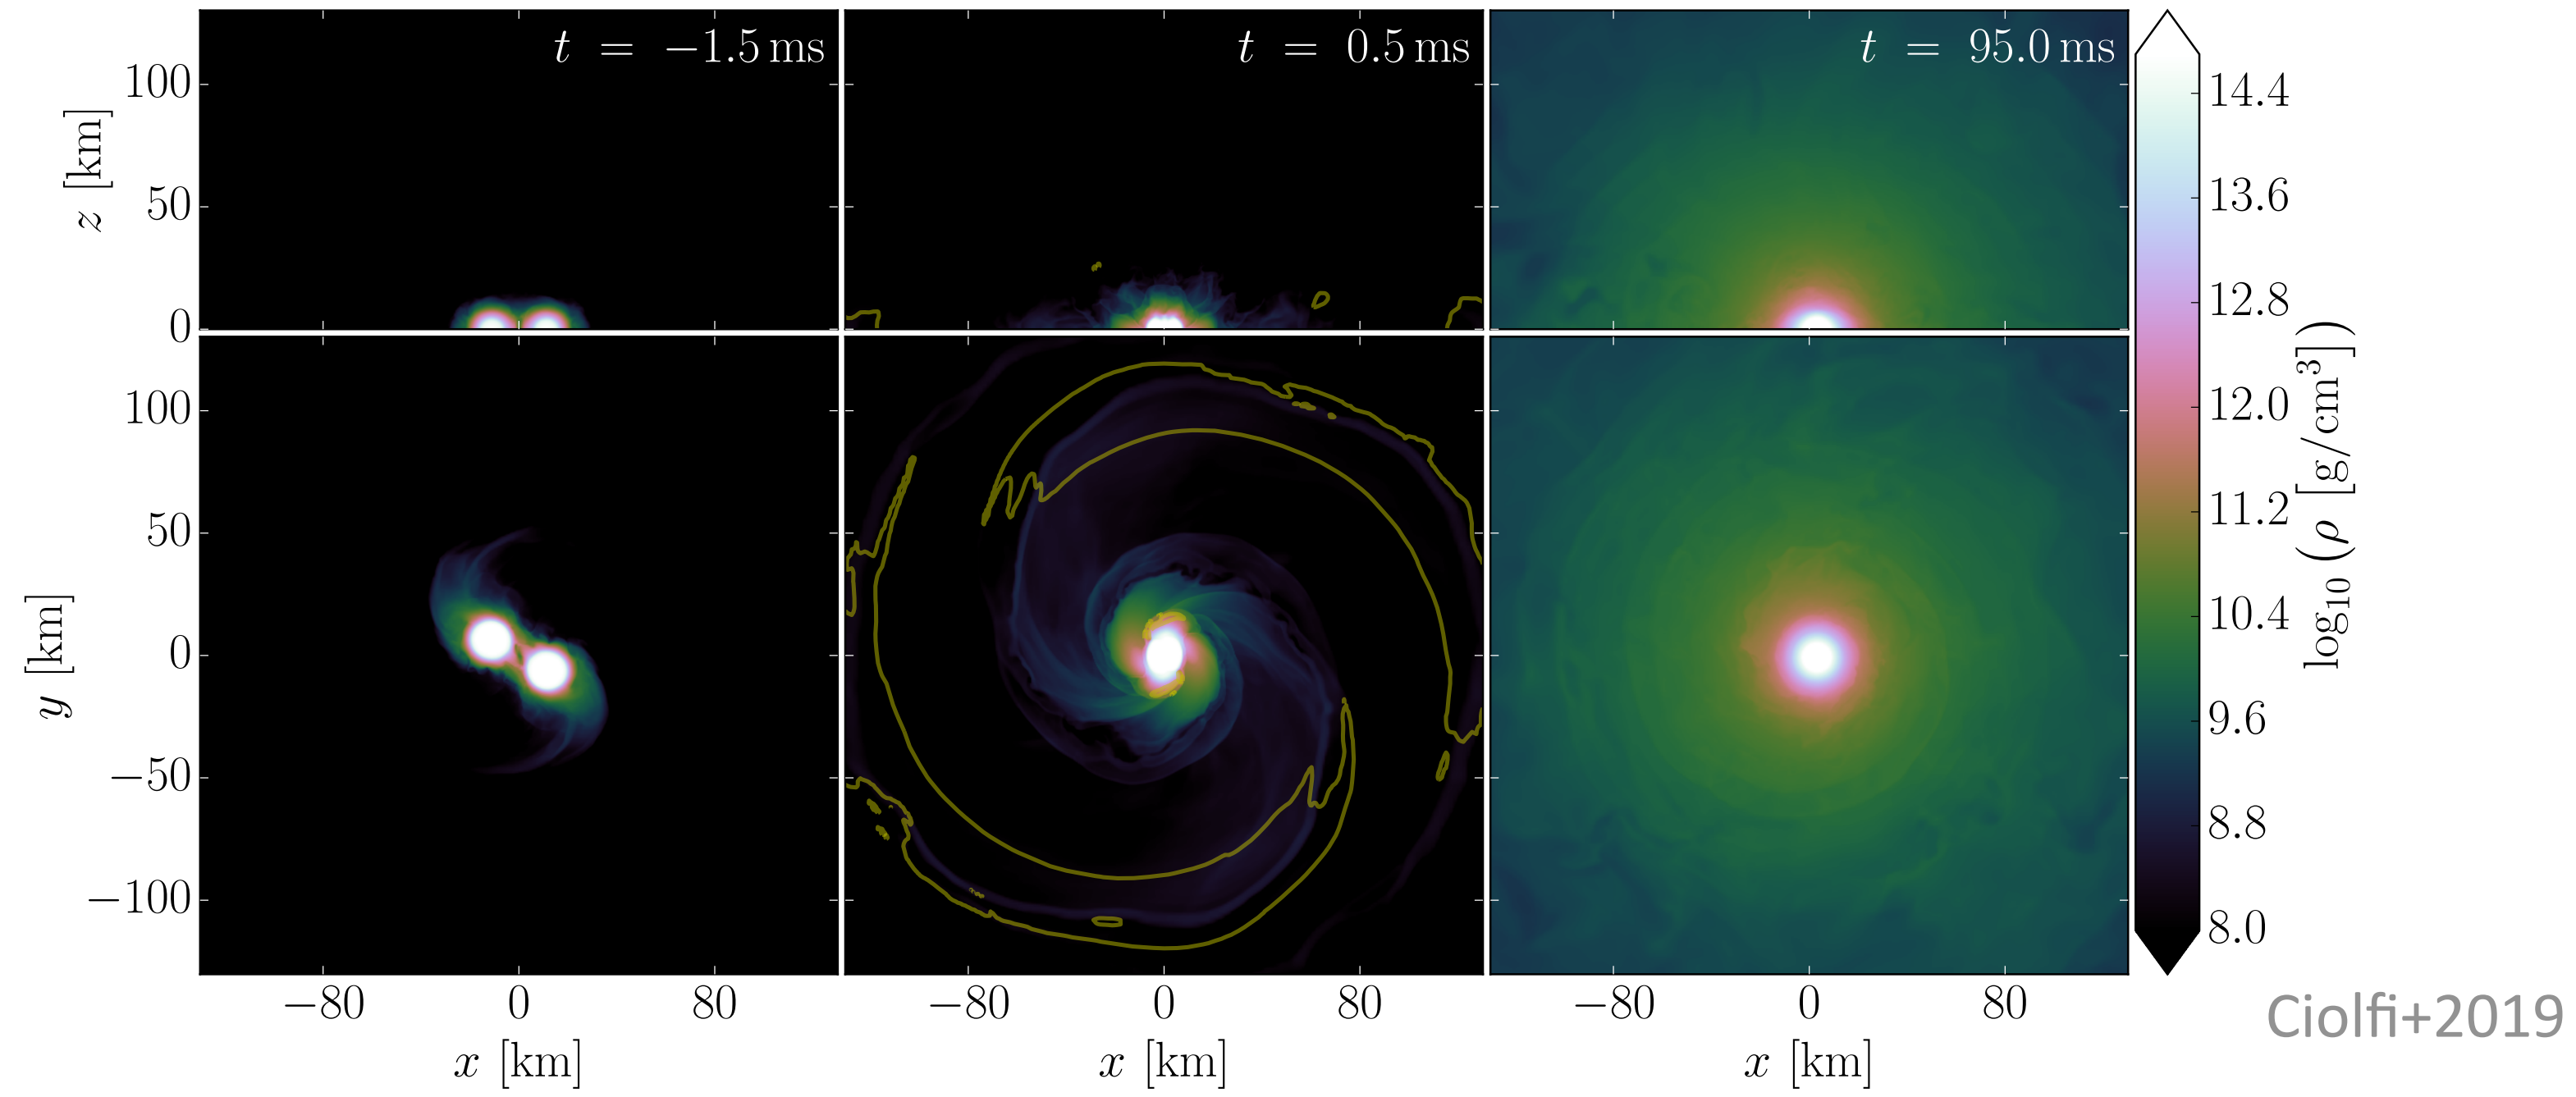 t = −1.5 ms
t = 0.5 ms
t = 95.0 ms
z [km]
100
50
0
y [km]
100
50
0
−50
−100
−80 0 80
−80 0 80
−80 0 80
x [km]
x [km]
x [km]
14.4
13.6
12.8
12.0
11.2
10.4
9.6
8.8
8.0
log₁₀ (ρ [g/cm³])
Ciolfi+2019